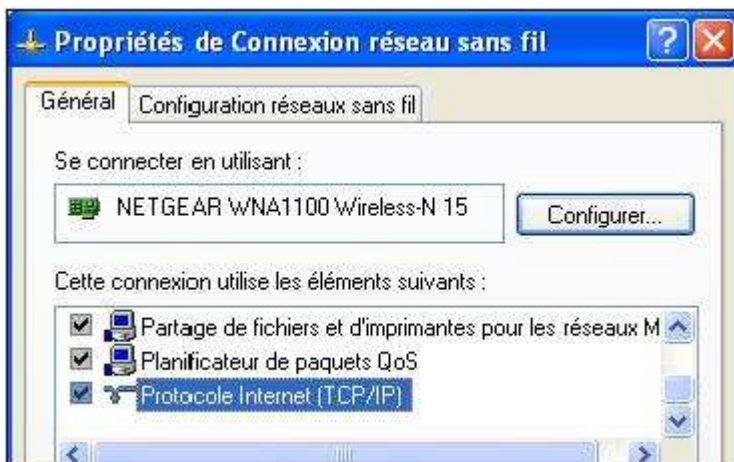 Propriétés de Connexion réseau sans fil
Général Configuration réseaux sans fil
Se connecter en utilisant :
NETGEAR WNA1100 Wireless-N 15 Configurer...
Cette connexion utilise les éléments suivants :
Partage de fichiers et d'imprimantes pour les réseaux M
Planificateur de paquets QoS
Protocole Internet (TCP/IP)